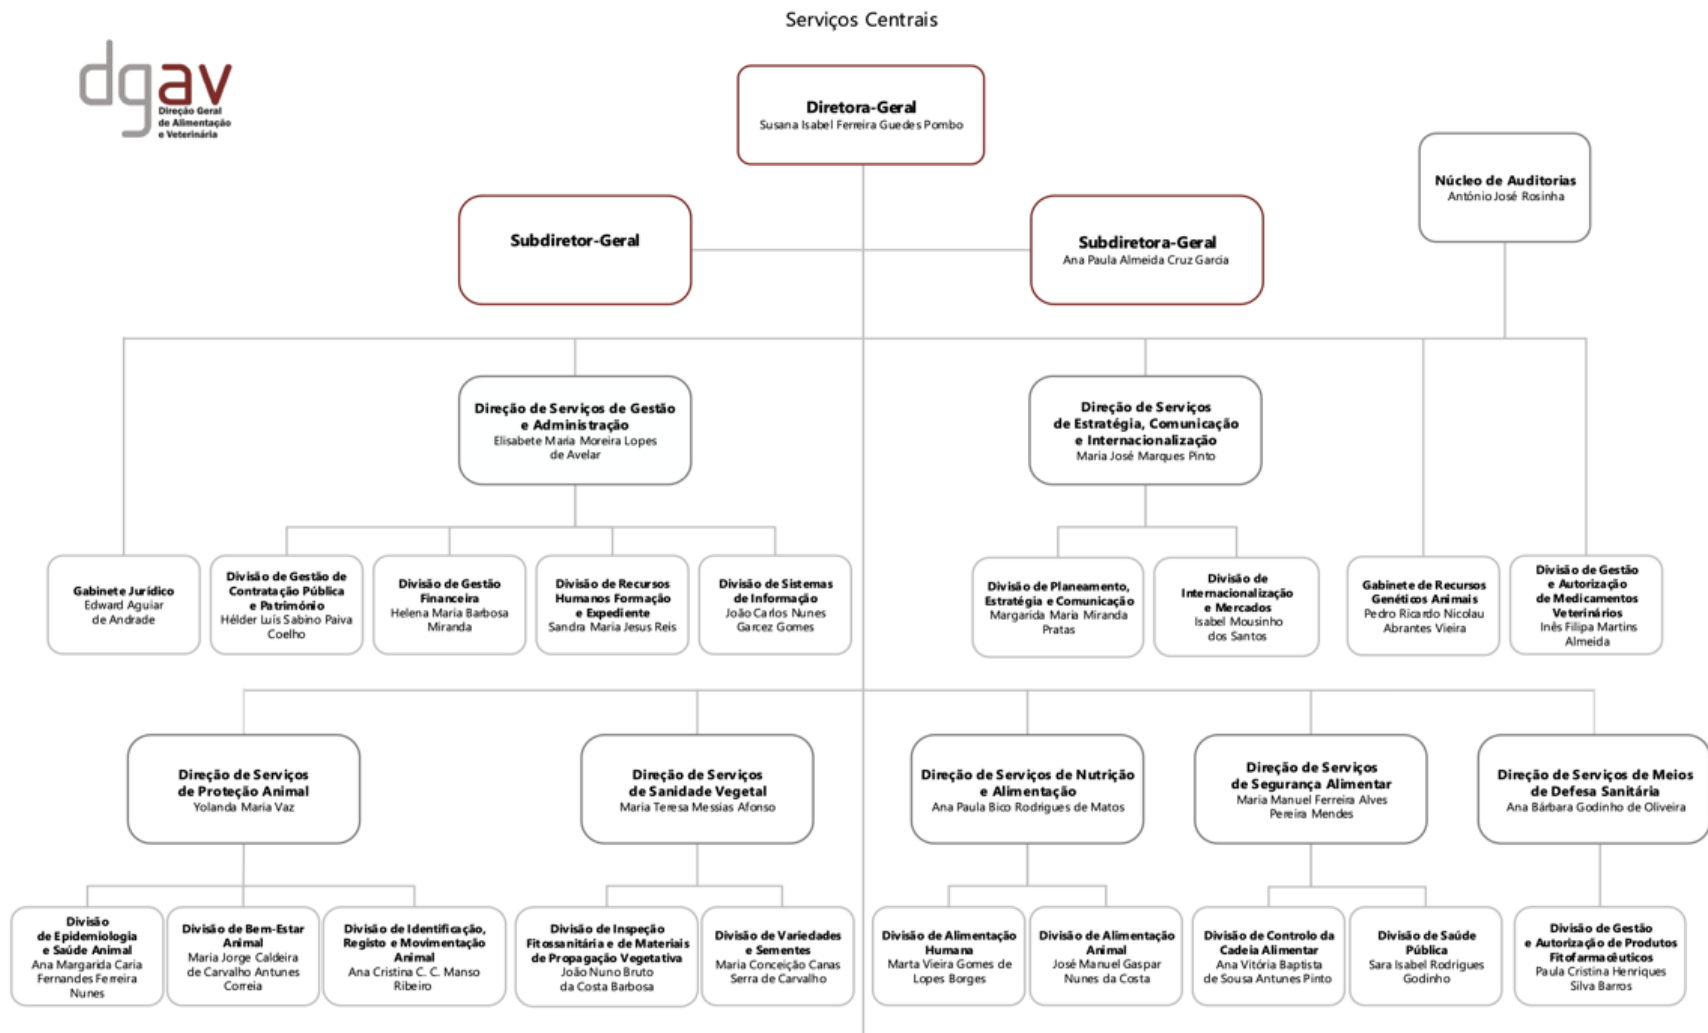 Serviços Centrais
dgav
Direção Geral
de Alimentação
e Veterinária
Diretora-Geral
Susana Isabel Ferreira Guedes Pombo
Núcleo de Auditorias
António José Rosinha
Subdiretor-Geral
Subdiretora-Geral
Ana Paula Almeida Cruz Garcia
Direção de Serviços de Gestão
e Administração
Elisabete Maria Moreira Lopes
de Avelar
Direção de Serviços
de Estratégia, Comunicação
e Internacionalização
Maria José Marques Pinto
Gabinete Jurídico
Edward Aguiar
de Andrade
Divisão de Gestão de
Contratação Pública
e Património
Hélder Luís Sabino Paiva
Coelho
Divisão de Gestão
Financeira
Helena Maria Barbosa
Miranda
Divisão de Recursos
Humanos Formação
e Expediente
Sandra Maria Jesus Reis
Divisão de Sistemas
de Informação
João Carlos Nunes
Garcez Gomes
Divisão de Planeamento,
Estratégia e Comunicação
Margarida Maria Miranda
Pratas
Divisão de
Internacionalização
e Mercados
Isabel Mousinho
dos Santos
Gabinete de Recursos
Genéticos Animais
Pedro Ricardo Nicolau
Abrantes Vieira
Divisão de Gestão
e Autorização
de Medicamentos
Veterinários
Inês Filipa Martins
Almeida
Direção de Serviços
de Proteção Animal
Yolanda Maria Vaz
Direção de Serviços
de Sanidade Vegetal
Maria Teresa Messias Afonso
Direção de Serviços de Nutrição
e Alimentação
Ana Paula Bico Rodrigues de Matos
Direção de Serviços
de Segurança Alimentar
Maria Manuel Ferreira Alves
Pereira Mendes
Direção de Serviços de Meios
de Defesa Sanitária
Ana Bárbara Godinho de Oliveira
Divisão
de Epidemiologia
e Saúde Animal
Ana Margarida Caria
Fernandes Ferreira
Nunes
Divisão de Bem-Estar
Animal
Maria Jorge Caldeira
de Carvalho Antunes
Correia
Divisão de Identificação,
Registo e Movimentação
Animal
Ana Cristina C. C. Manso
Ribeiro
Divisão de Inspeção
Fitossanitária e de Materiais
de Propagação Vegetativa
João Nuno Bruto
da Costa Barbosa
Divisão de Variedades
e Sementes
Maria Conceição Canas
Serra de Carvalho
Divisão de Alimentação
Humana
Marta Vieira Gomes de
Lopes Borges
Divisão de Alimentação
Animal
José Manuel Gaspar
Nunes da Costa
Divisão de Controlo da
Cadeia Alimentar
Ana Vitória Baptista
de Sousa Antunes Pinto
Divisão de Saúde
Pública
Sara Isabel Rodrigues
Godinho
Divisão de Gestão
e Autorização de Produtos
Fitofarmacêuticos
Paula Cristina Henriques
Silva Barros